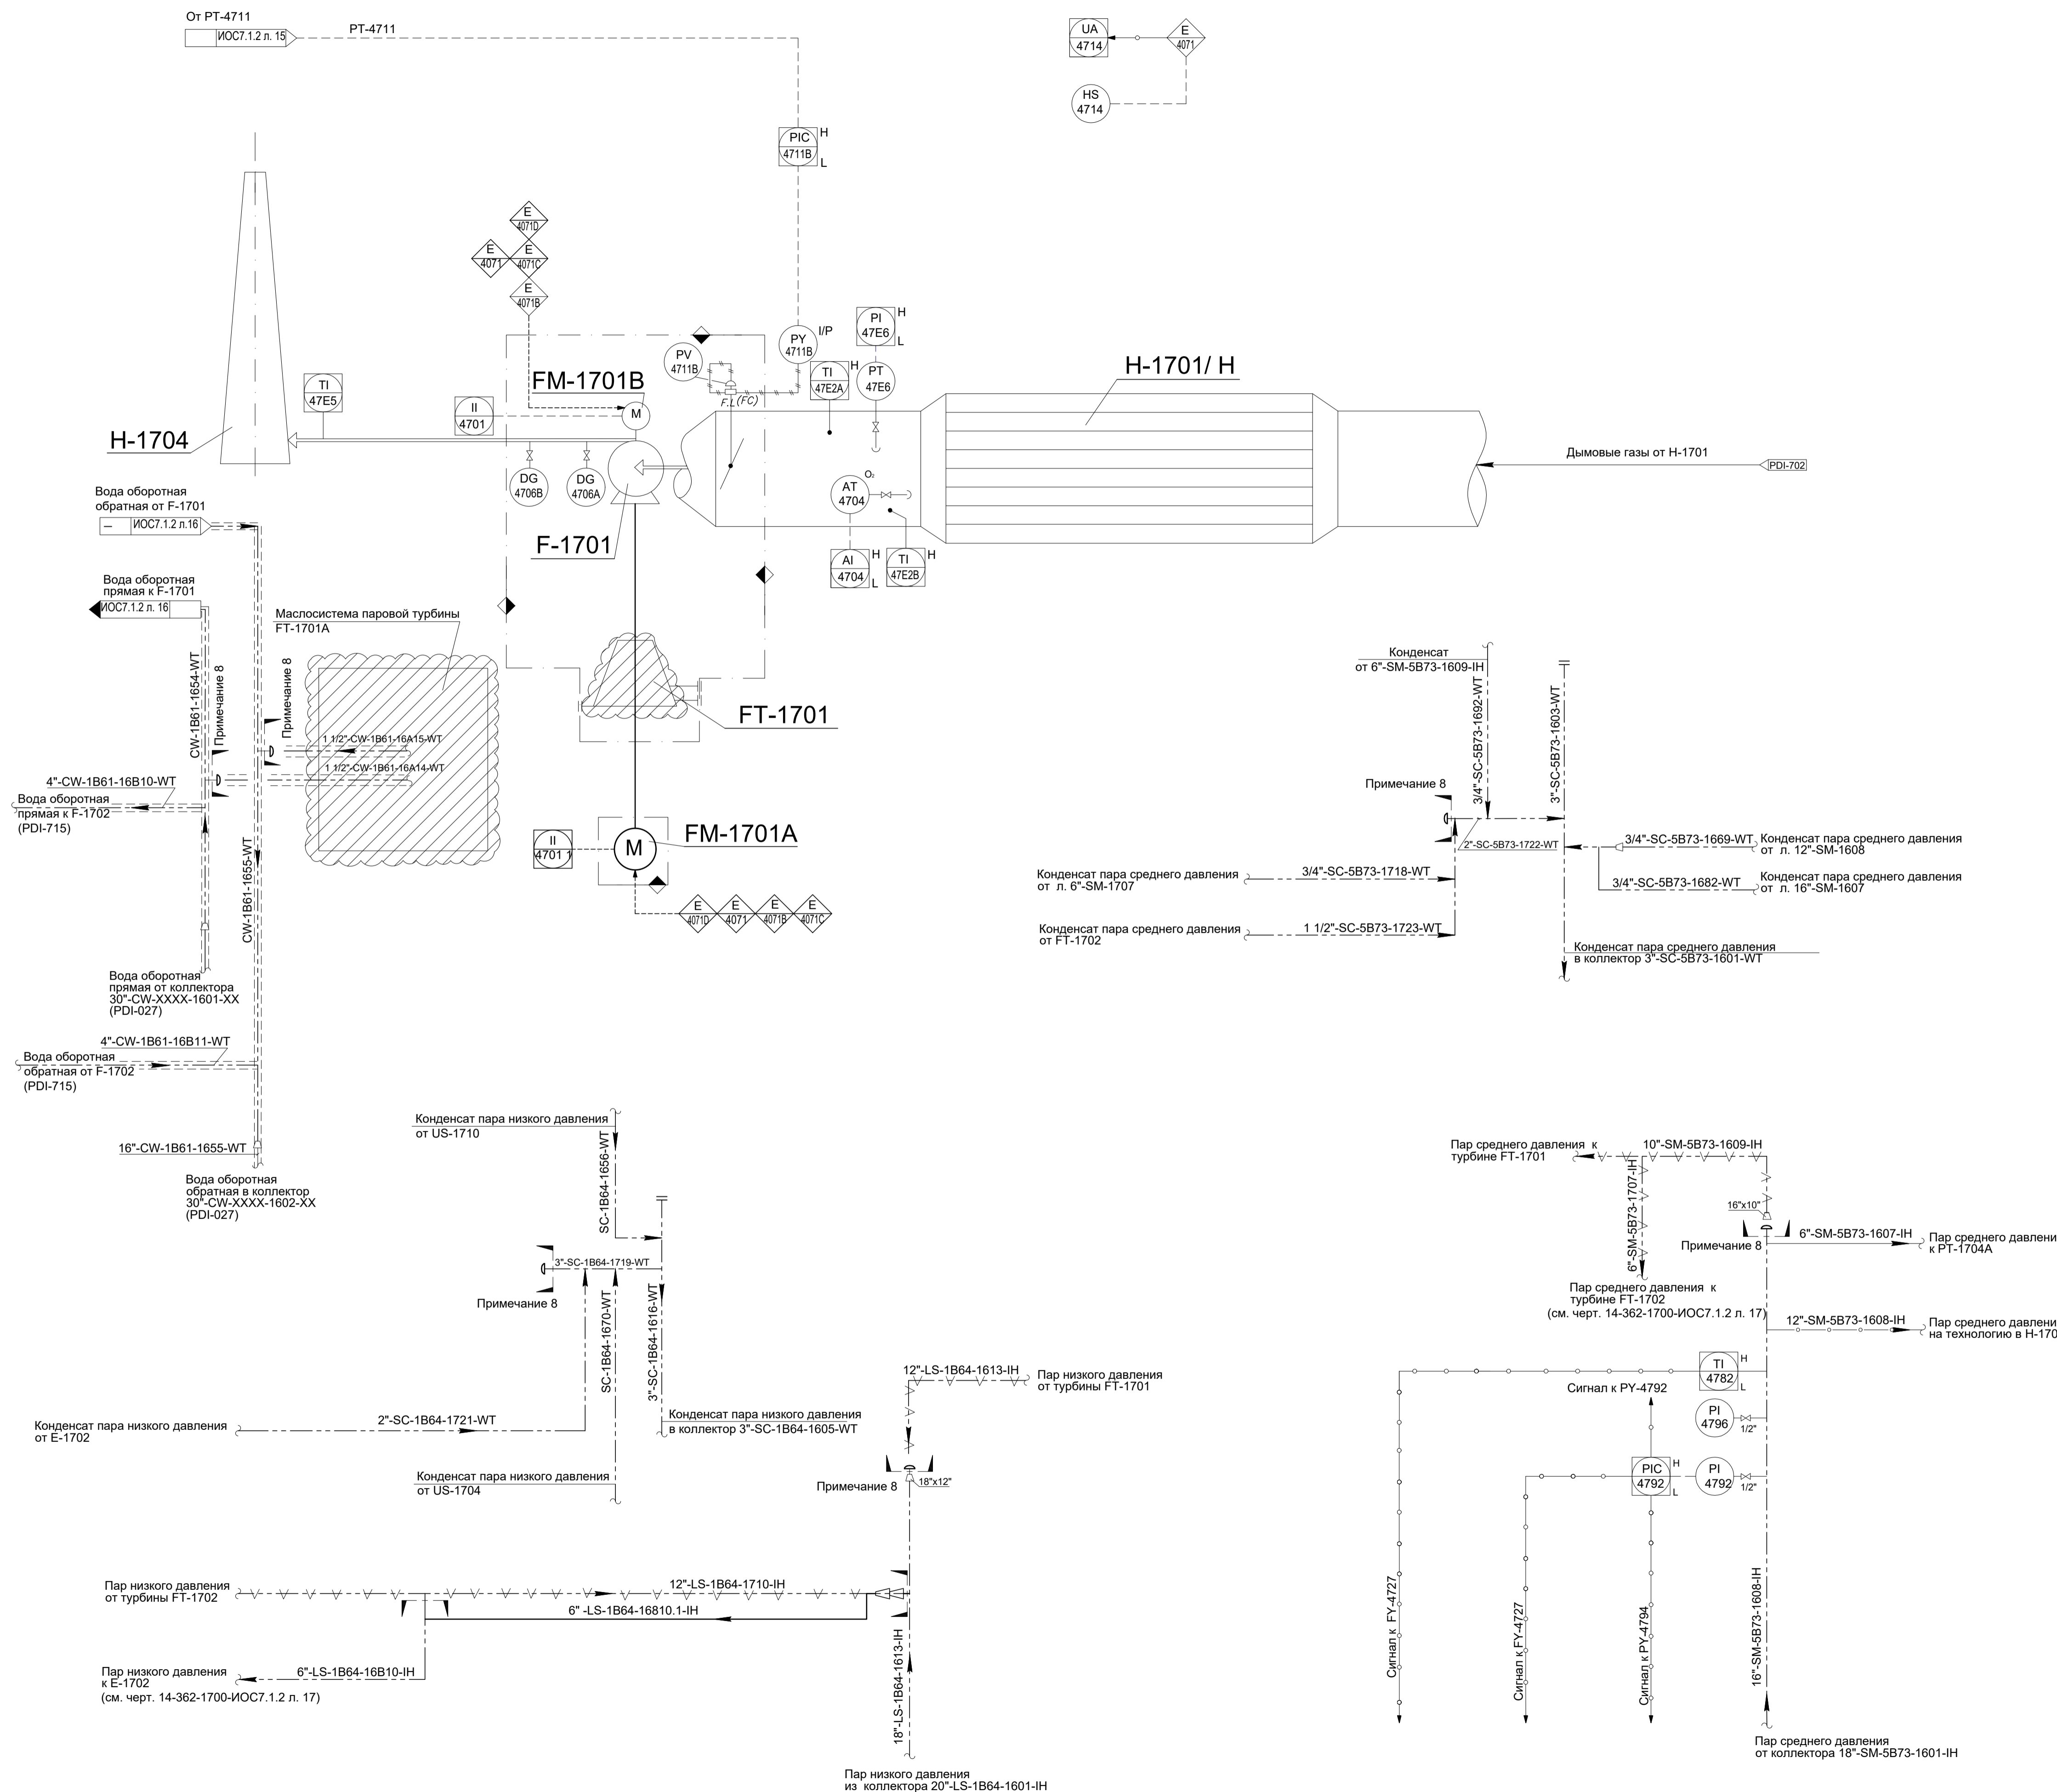 От PT-4711
ИОС7.1.2 л. 15
PT-4711
UA
4714
E
4071
HS
4714
PIC
4711B
H
L
E
4071D
E
4071
E
4071C
E
4071B
PV
4711B
PY
4711B
I/P
PI
47E6
H
L
FM-1701B
F.L(FC)
TI
47E2A
H
PT
47E6
H-1701/ H
TI
47E5
II
4701
M
H-1704
Дымовые газы от H-1701
PDI-702
DG
4706B
DG
4706A
AT
4704
O₂
F-1701
AI
4704
H
L
TI
47E2B
H
Вода оборотная
обратная от F-1701
—
ИОС7.1.2 л.16
Вода оборотная
прямая к F-1701
ИОС7.1.2 л. 16
Маслосистема паровой турбины
FT-1701A
CW-1B61-1654-WT
Примечание 8
Примечание 8
FT-1701
1 1/2"-CW-1B61-16A15-WT
1 1/2"-CW-1B61-16A14-WT
4"-CW-1B61-16B10-WT
Вода оборотная
прямая к F-1702
(PDI-715)
CW-1B61-1655-WT
II
4701 1
M
FM-1701A
E
4071D
E
4071
E
4071B
E
4071C
Вода оборотная
прямая от коллектора
30"-CW-XXXX-1601-XX
(PDI-027)
4"-CW-1B61-16B11-WT
Вода оборотная
обратная от F-1702
(PDI-715)
16"-CW-1B61-1655-WT
Вода оборотная
обратная в коллектор
30"-CW-XXXX-1602-XX
(PDI-027)
Конденсат
от 6"-SM-5B73-1609-IH
3/4"-SC-5B73-1692-WT
3"-SC-5B73-1603-WT
Примечание 8
2"-SC-5B73-1722-WT
3/4"-SC-5B73-1669-WT
Конденсат пара среднего давления
от л. 12"-SM-1608
Конденсат пара среднего давления
от л. 6"-SM-1707
3/4"-SC-5B73-1718-WT
3/4"-SC-5B73-1682-WT
Конденсат пара среднего давления
от л. 16"-SM-1607
Конденсат пара среднего давления
от FT-1702
1 1/2"-SC-5B73-1723-WT
Конденсат пара среднего давления
в коллектор 3"-SC-5B73-1601-WT
Конденсат пара низкого давления
от US-1710
SC-1B64-1656-WT
3"-SC-1B64-1719-WT
Примечание 8
SC-1B64-1670-WT
3"-SC-1B64-1616-WT
Конденсат пара низкого давления
от E-1702
2"-SC-1B64-1721-WT
Конденсат пара низкого давления
в коллектор 3"-SC-1B64-1605-WT
Конденсат пара низкого давления
от US-1704
12"-LS-1B64-1613-IH
Пар низкого давления
от турбины FT-1701
Примечание 8
18"x12"
Пар низкого давления
от турбины FT-1702
12"-LS-1B64-1710-IH
6" -LS-1B64-16810.1-IH
Пар низкого давления
к E-1702
(см. черт. 14-362-1700-ИОС7.1.2 л. 17)
6"-LS-1B64-16B10-IH
18"-LS-1B64-1613-IH
Пар низкого давления
из коллектора 20"-LS-1B64-1601-IH
Пар среднего давления к
турбине FT-1701
10"-SM-5B73-1609-IH
6"-SM-5B73-1707-IH
16"x10"
Примечание 8
6"-SM-5B73-1607-IH
Пар среднего давлени
к PT-1704A
Пар среднего давления к
турбине FT-1702
(см. черт. 14-362-1700-ИОС7.1.2 л. 17)
12"-SM-5B73-1608-IH
Пар среднего давлени
на технологию в H-170
TI
4782
H
L
Сигнал к PY-4792
PI
4796
1/2"
PIC
4792
H
L
PI
4792
1/2"
Сигнал к FY-4727
Сигнал к FY-4727
Сигнал к PY-4794
16"-SM-5B73-1608-IH
Пар среднего давления
от коллектора 18"-SM-5B73-1601-IH